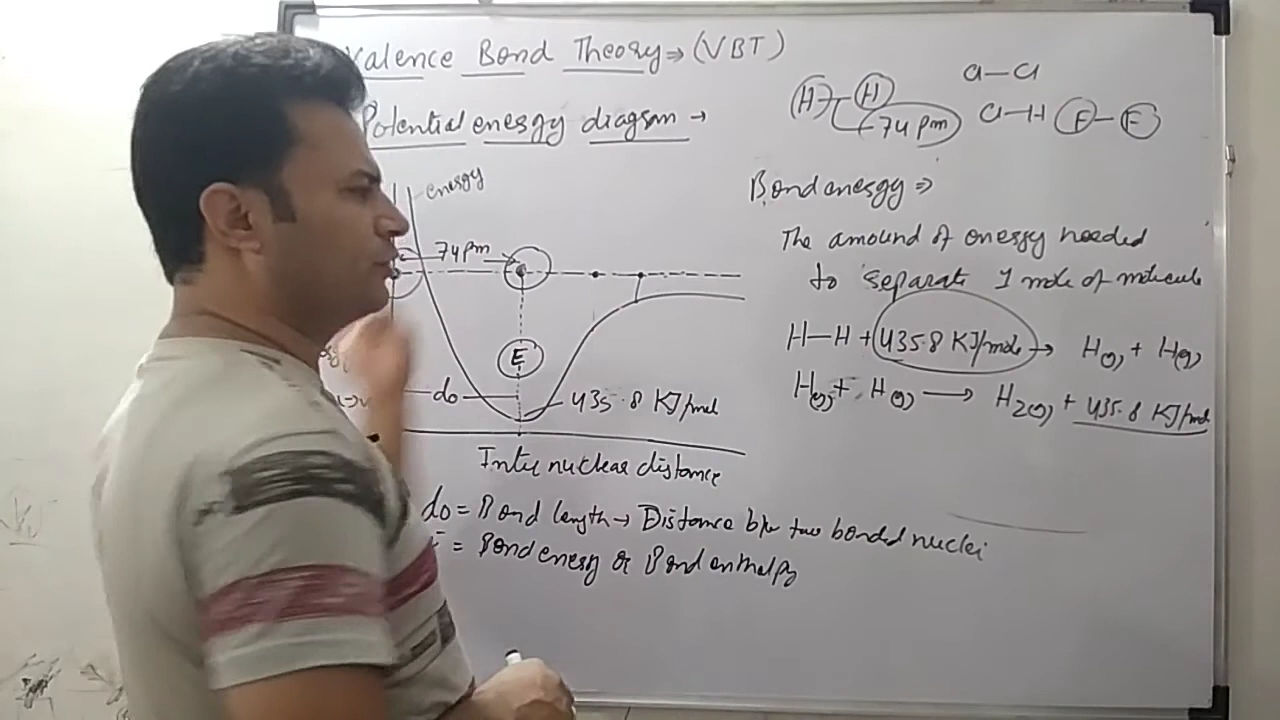 Valence Bond Theory ⇒ (VBT)
Potential energy diagram →
energy
74 pm
E
do
435.8 KJ/mol
Inter nuclear distance
do = Bond length → Distance b/w two bonded nuclei
= Bond energy or Bond enthalpy
H—H
74 pm
Cl—Cl
Cl—H
F—F
Bond energy ⇒
The amount of energy needed
to separate 1 mole of molecule
H—H + 435.8 KJ/mole → H(g) + H(g)
H(g) + H(g) → H2(g) + 435.8 KJ/mol